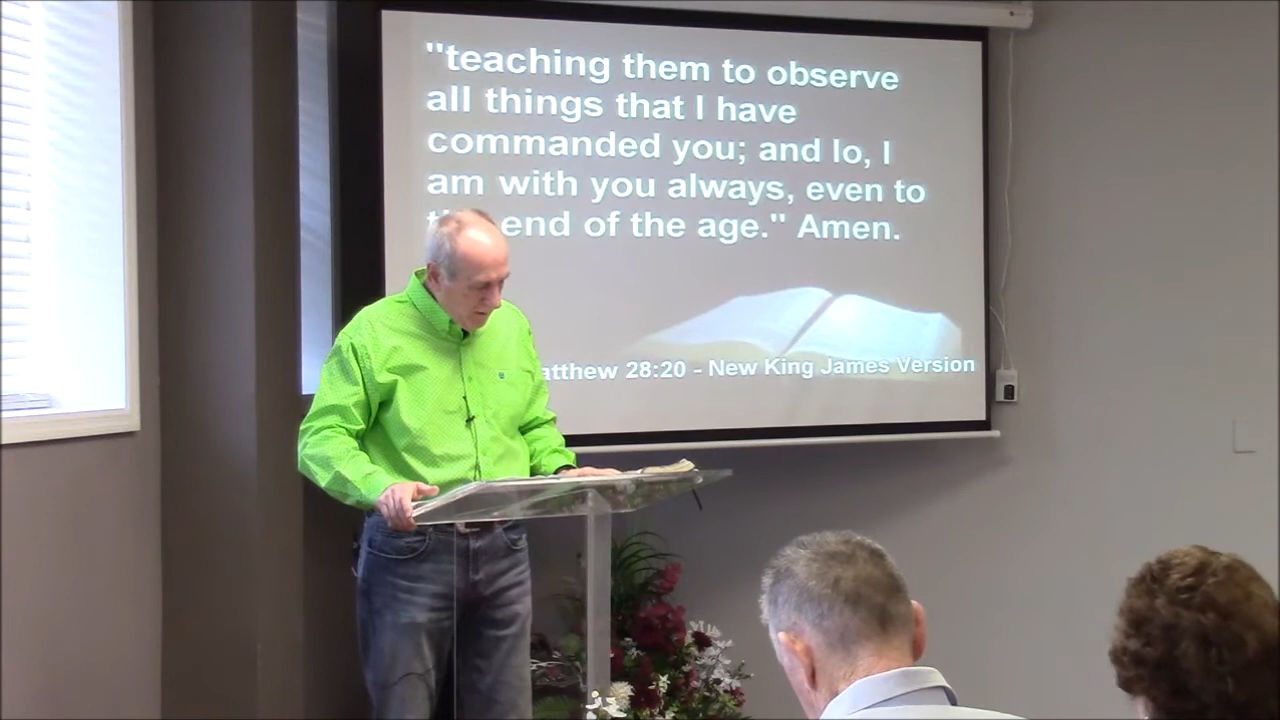 "teaching them to observe
all things that I have
commanded you; and lo, I
am with you always, even to
end of the age." Amen.
28:20 - New King James Version